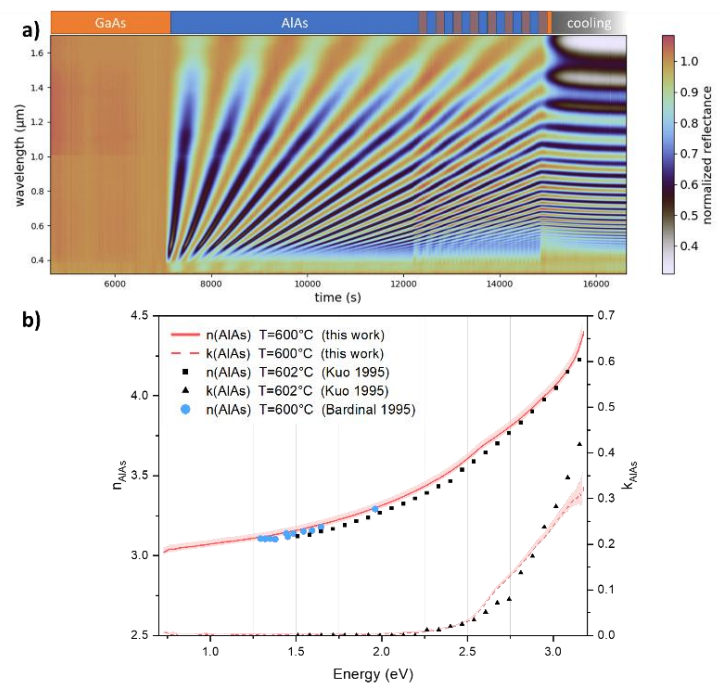 a)
GaAs
AlAs
cooling
1.6
1.4
1.2
1.0
0.8
0.6
0.4
wavelength (µm)
6000
8000
10000
12000
14000
16000
time (s)
1.0
0.9
0.8
0.7
0.6
0.5
0.4
normalized reflectance
b)
4.5
4.0
3.5
3.0
2.5
nAlAs
n(AlAs) T=600°C (this work)
k(AlAs) T=600°C (this work)
n(AlAs) T=602°C (Kuo 1995)
k(AlAs) T=602°C (Kuo 1995)
n(AlAs) T=600°C (Bardinal 1995)
0.7
0.6
0.5
0.4
0.3
0.2
0.1
0.0
kAlAs
1.0
1.5
2.0
2.5
3.0
Energy (eV)